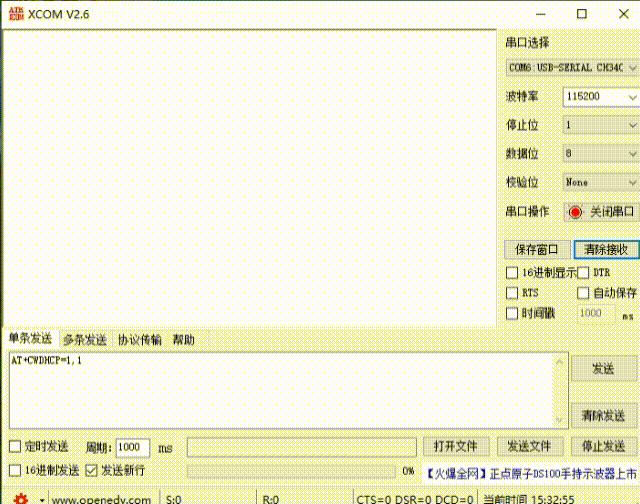 XCOM V2.6
串口选择
COM6:USB-SERIAL CH340
波特率 115200
停止位 1
数据位 8
校验位 None
串口操作 关闭串口
保存窗口 清除接收
16进制显示 DTR
RTS 自动保存
时间戳 1000 ms
单条发送 多条发送 协议传输 帮助
AT+CWDHCP=1,1
发送
清除发送
定时发送 周期: 1000 ms 打开文件 发送文件 停止发送
16进制发送 发送新行 0% 【火爆全网】正点原子DS100手持示波器上市
www.openedv.com S:0 R:0 CTS=0 DSR=0 DCD=0 当前时间 15:32:55